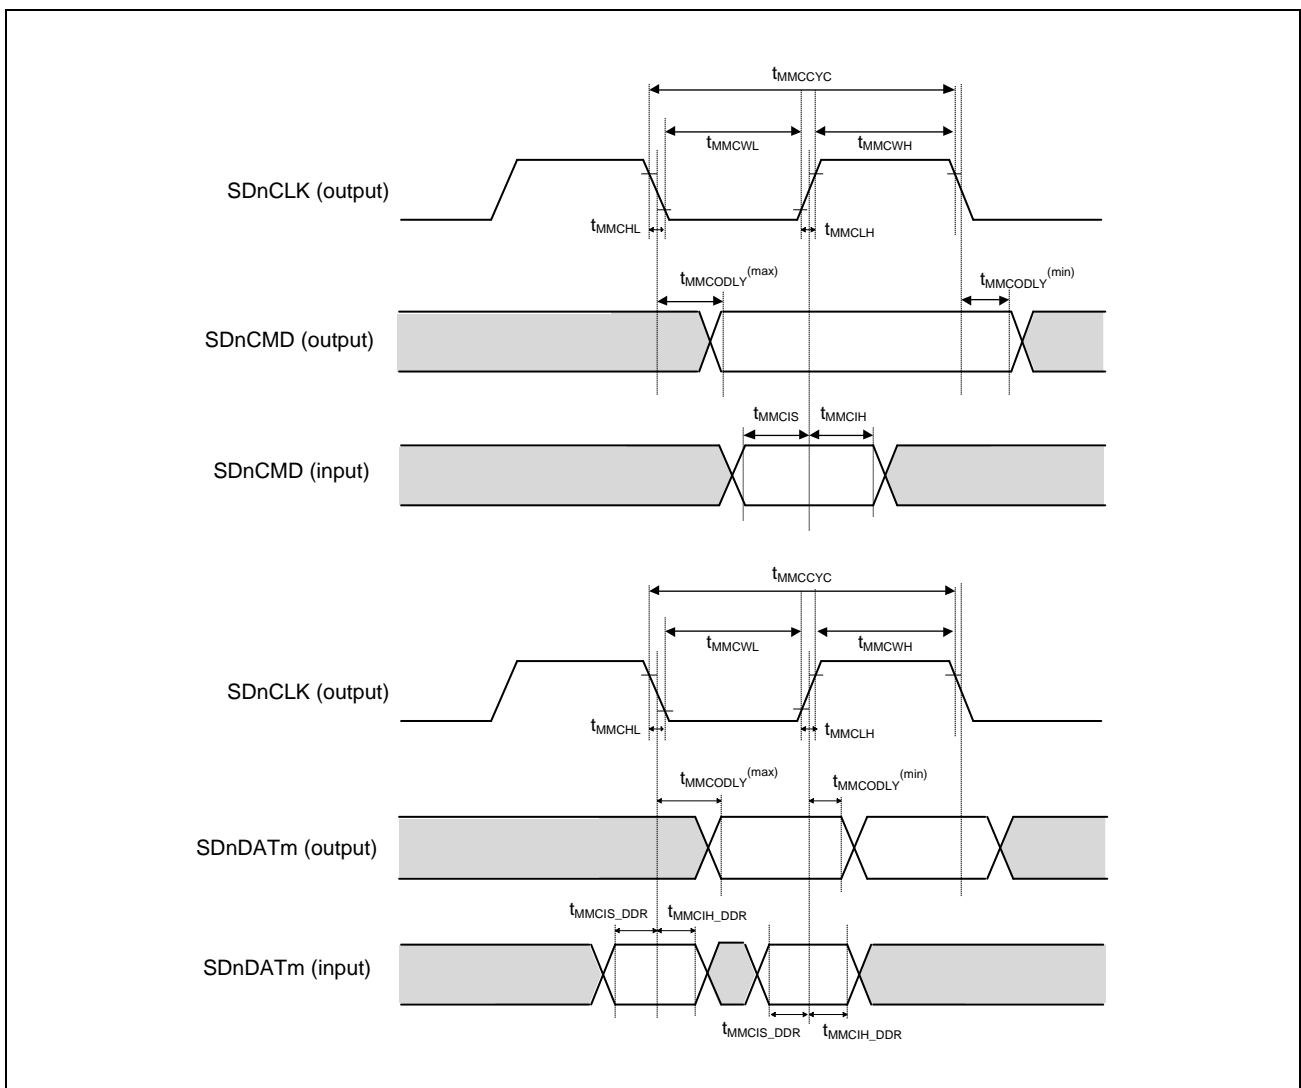 tMMCCYC
tMMCWL
tMMCWH
SDnCLK (output)
tMMCHL
tMMCLH
tMMCODLY(max)
tMMCODLY(min)
SDnCMD (output)
tMMCIS
tMMCIH
SDnCMD (input)
tMMCCYC
tMMCWL
tMMCWH
SDnCLK (output)
tMMCHL
tMMCLH
tMMCODLY(max)
tMMCODLY(min)
SDnDATm (output)
tMMCIS_DDR
tMMCIH_DDR
SDnDATm (input)
tMMCIS_DDR
tMMCIH_DDR